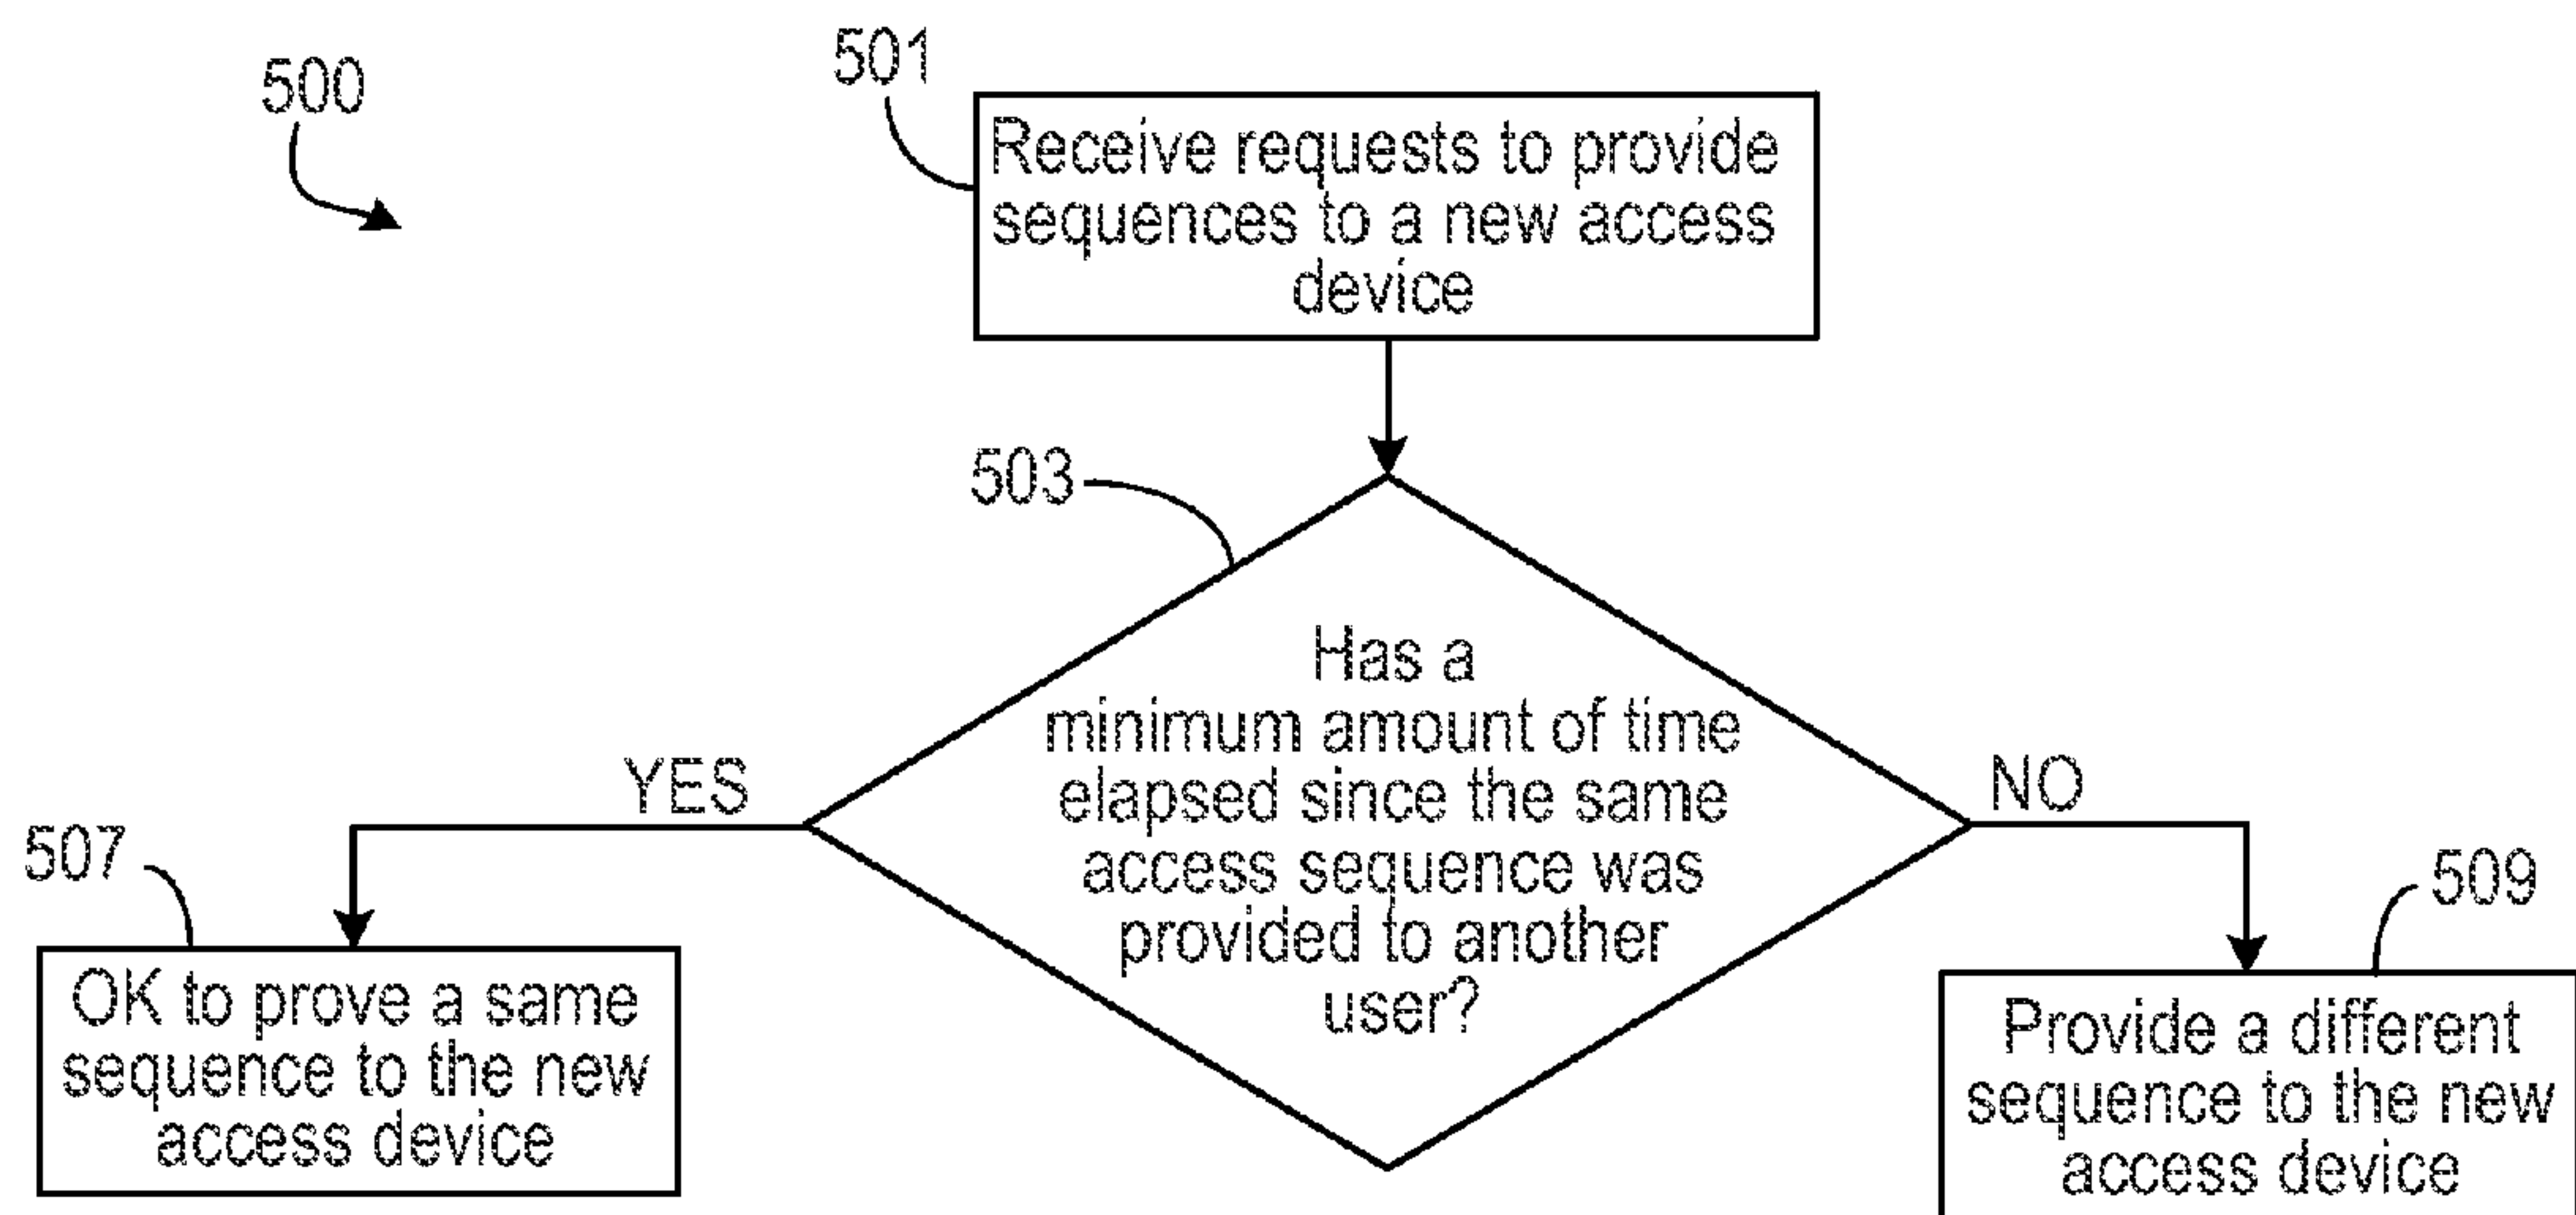 500
501
Receive requests to provide
sequences to a new access
device
503
Has a
minimum amount of time
elapsed since the same
access sequence was
provided to another
user?
YES
NO
507
OK to prove a same
sequence to the new
access device
509
Provide a different
sequence to the new
access device